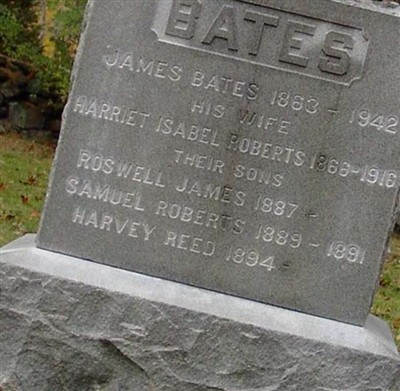 BATES
JAMES BATES 1863 - 1942
HIS WIFE
HARRIET ISABEL ROBERTS 1866-1916
THEIR SONS
ROSWELL JAMES 1887 -
SAMUEL ROBERTS 1889 - 1891
HARVEY REED 1894 -